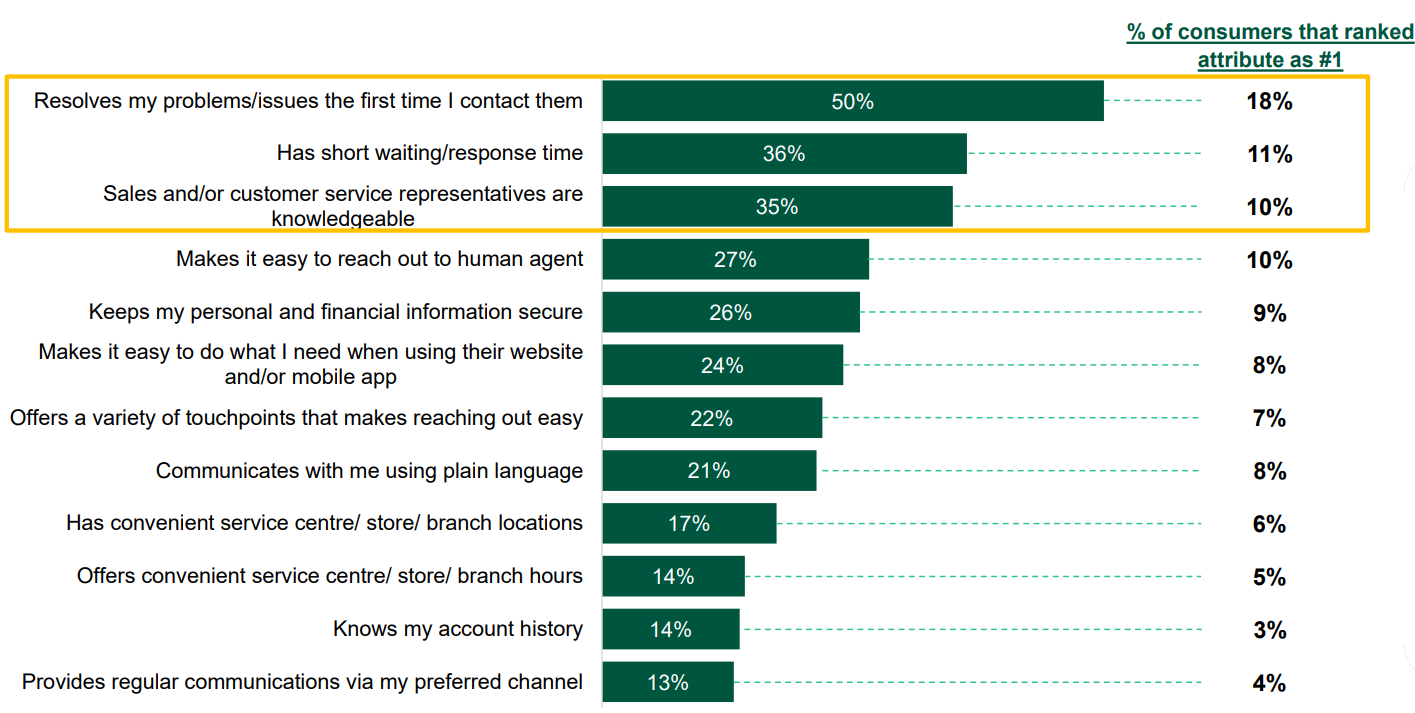 % of consumers that ranked
attribute as #1
Resolves my problems/issues the first time I contact them 50% 18%
Has short waiting/response time 36% 11%
Sales and/or customer service representatives are
knowledgeable 35% 10%
Makes it easy to reach out to human agent 27% 10%
Keeps my personal and financial information secure 26% 9%
Makes it easy to do what I need when using their website
and/or mobile app 24% 8%
Offers a variety of touchpoints that makes reaching out easy 22% 7%
Communicates with me using plain language 21% 8%
Has convenient service centre/ store/ branch locations 17% 6%
Offers convenient service centre/ store/ branch hours 14% 5%
Knows my account history 14% 3%
Provides regular communications via my preferred channel 13% 4%